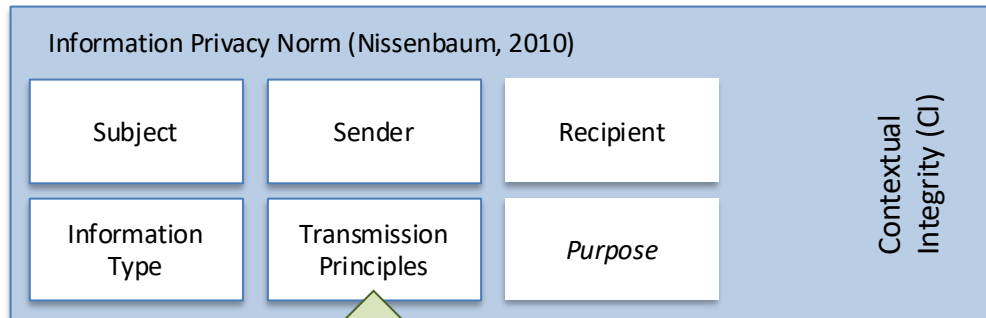 Information Privacy Norm (Nissenbaum, 2010)
Subject
Sender
Recipient
Information
Type
Transmission
Principles
Purpose
Contextual
Integrity (CI)